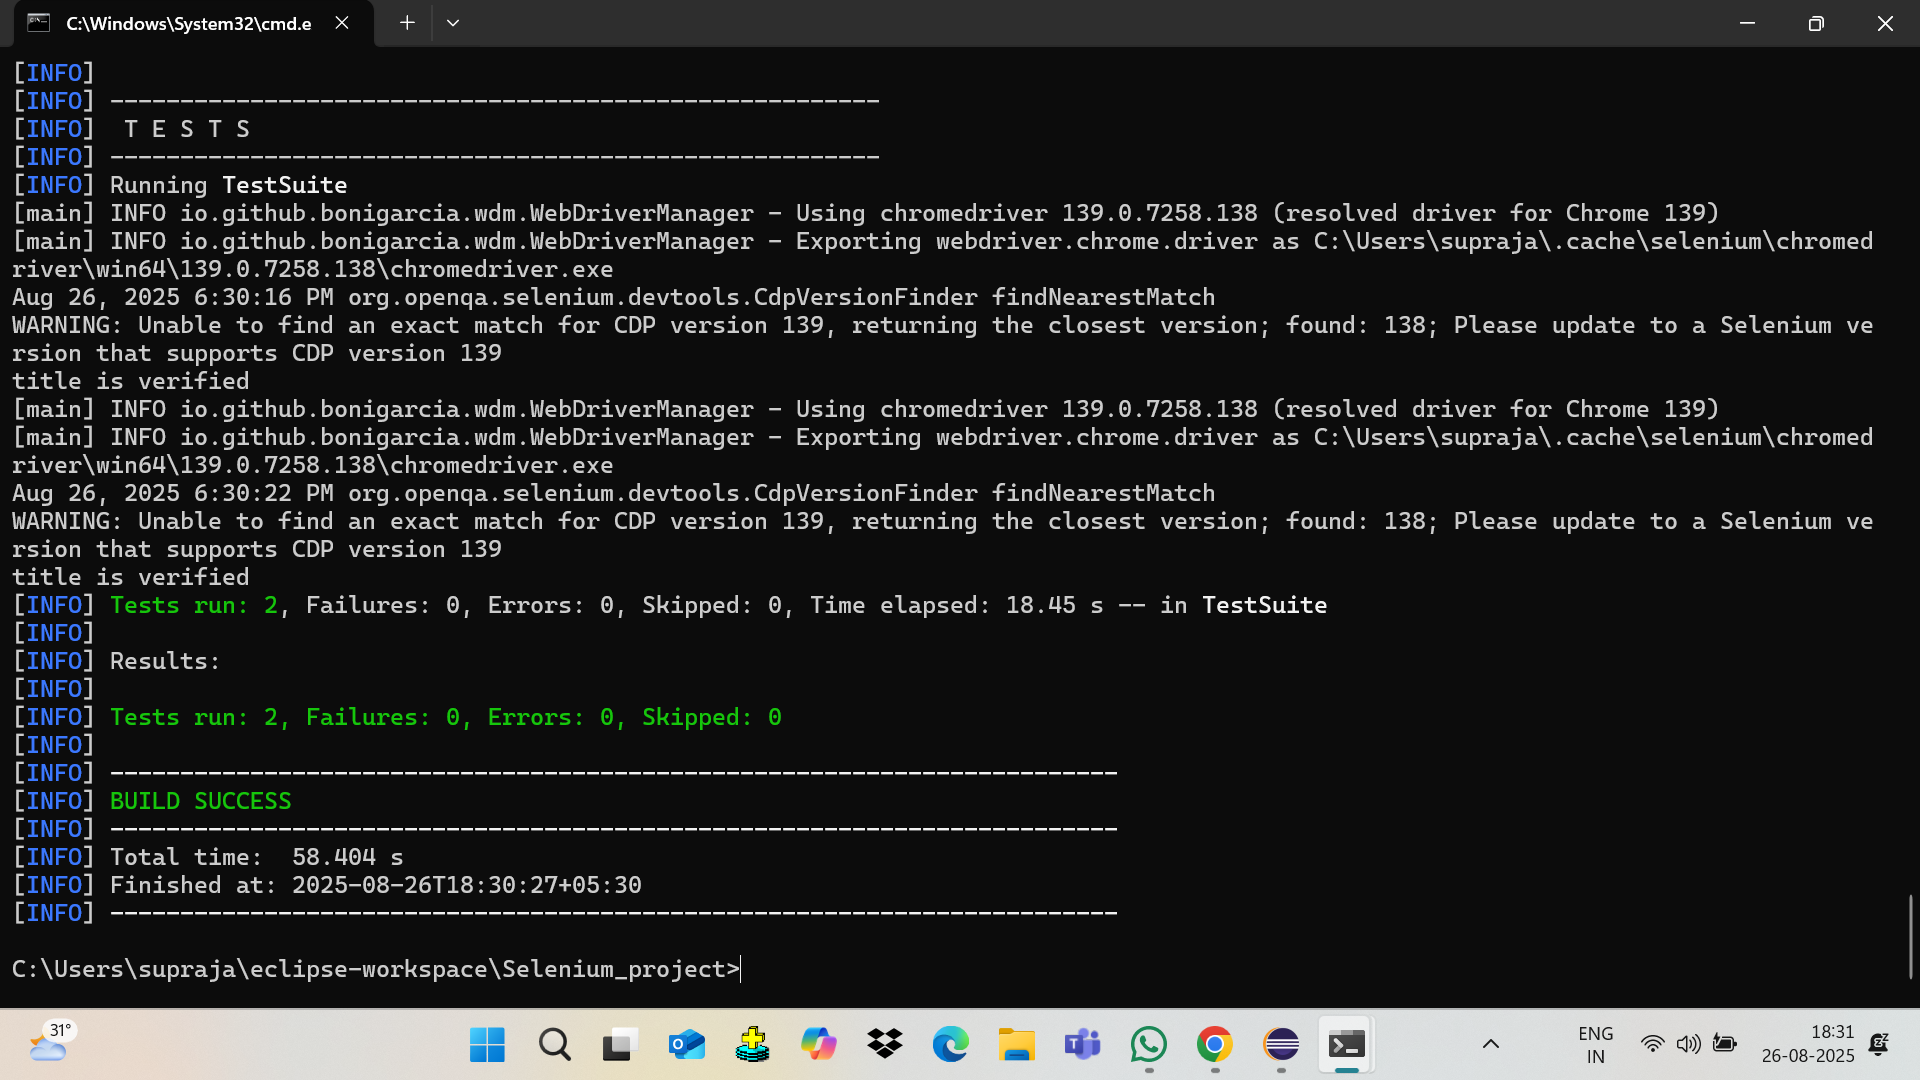 C:\Windows\System32\cmd.e
[INFO]
[INFO] -------------------------------------------------------
[INFO]  T E S T S
[INFO] -------------------------------------------------------
[INFO] Running TestSuite
[main] INFO io.github.bonigarcia.wdm.WebDriverManager - Using chromedriver 139.0.7258.138 (resolved driver for Chrome 139)
[main] INFO io.github.bonigarcia.wdm.WebDriverManager - Exporting webdriver.chrome.driver as C:\Users\supraja\.cache\selenium\chromed
river\win64\139.0.7258.138\chromedriver.exe
Aug 26, 2025 6:30:16 PM org.openqa.selenium.devtools.CdpVersionFinder findNearestMatch
WARNING: Unable to find an exact match for CDP version 139, returning the closest version; found: 138; Please update to a Selenium ve
rsion that supports CDP version 139
title is verified
[main] INFO io.github.bonigarcia.wdm.WebDriverManager - Using chromedriver 139.0.7258.138 (resolved driver for Chrome 139)
[main] INFO io.github.bonigarcia.wdm.WebDriverManager - Exporting webdriver.chrome.driver as C:\Users\supraja\.cache\selenium\chromed
river\win64\139.0.7258.138\chromedriver.exe
Aug 26, 2025 6:30:22 PM org.openqa.selenium.devtools.CdpVersionFinder findNearestMatch
WARNING: Unable to find an exact match for CDP version 139, returning the closest version; found: 138; Please update to a Selenium ve
rsion that supports CDP version 139
title is verified
[INFO] Tests run: 2, Failures: 0, Errors: 0, Skipped: 0, Time elapsed: 18.45 s -- in TestSuite
[INFO]
[INFO] Results:
[INFO]
[INFO] Tests run: 2, Failures: 0, Errors: 0, Skipped: 0
[INFO]
[INFO] ------------------------------------------------------------------------
[INFO] BUILD SUCCESS
[INFO] ------------------------------------------------------------------------
[INFO] Total time:  58.404 s
[INFO] Finished at: 2025-08-26T18:30:27+05:30
[INFO] ------------------------------------------------------------------------
C:\Users\supraja\eclipse-workspace\Selenium_project>
31°
ENG
IN
18:31
26-08-2025